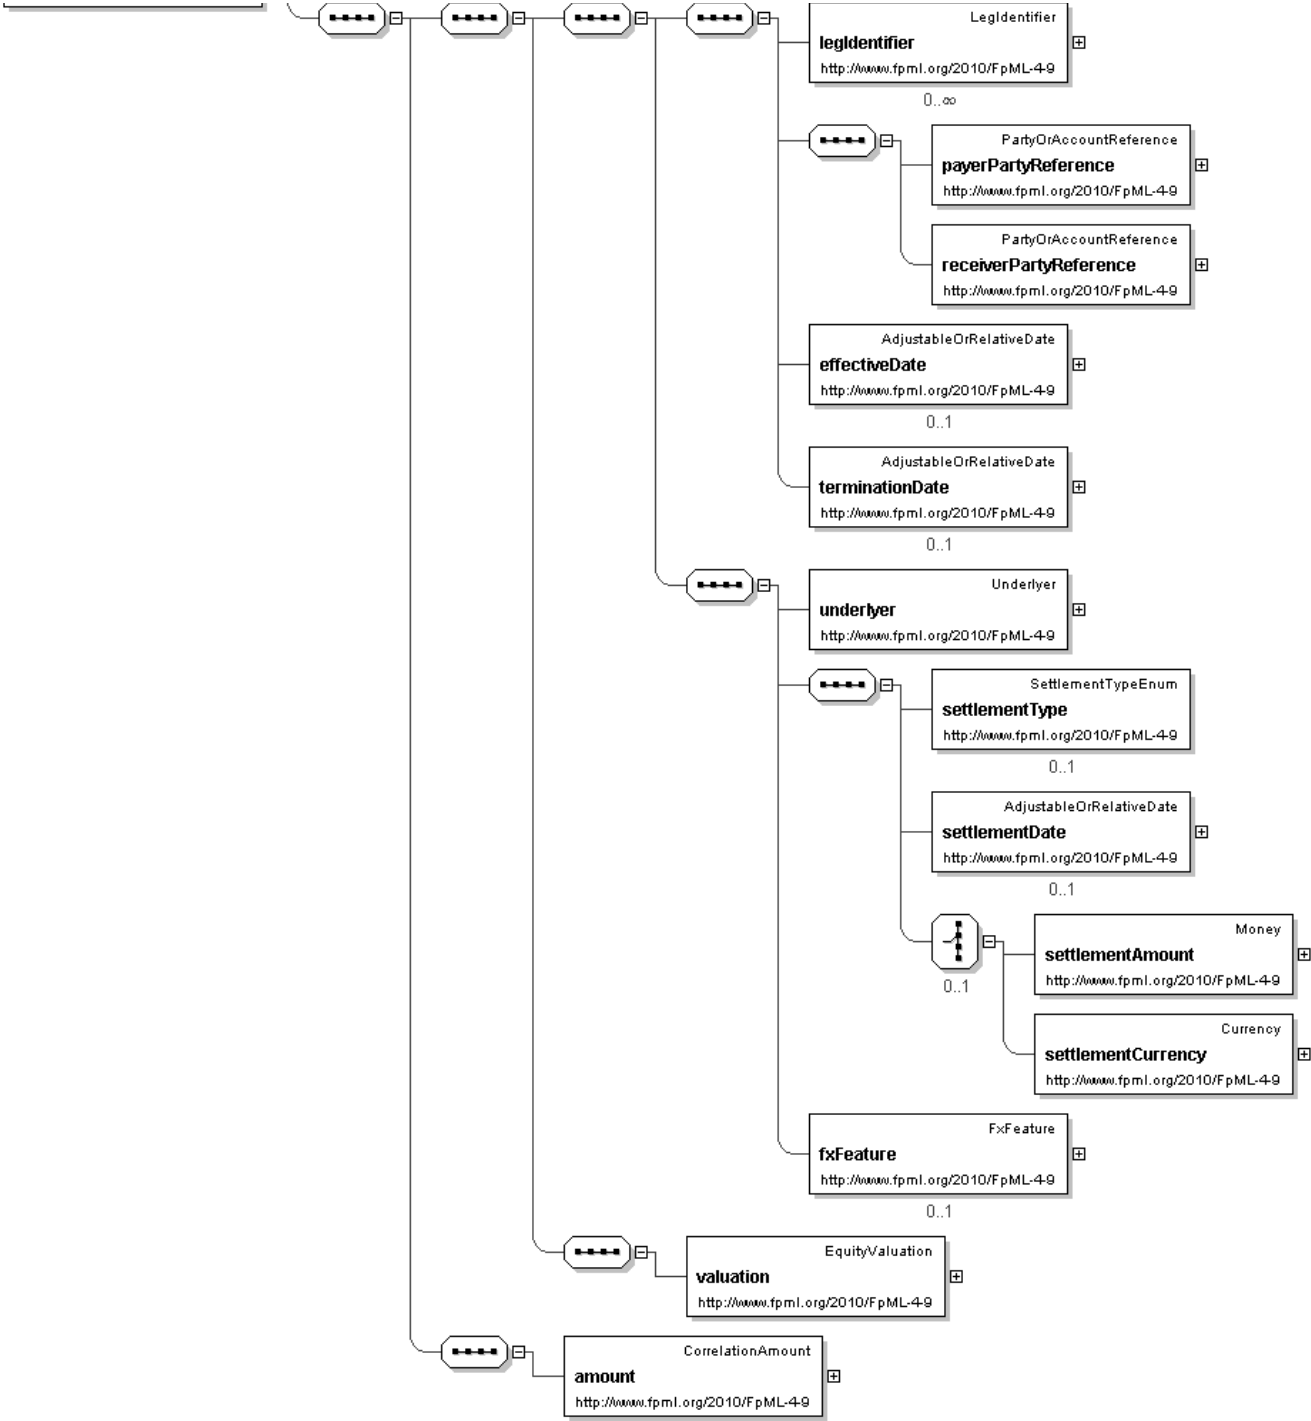 LegIdentifier
legIdentifier
http://www.fpml.org/2010/FpML-4-9
0..∞
PartyOrAccountReference
payerPartyReference
http://www.fpml.org/2010/FpML-4-9
PartyOrAccountReference
receiverPartyReference
http://www.fpml.org/2010/FpML-4-9
AdjustableOrRelativeDate
effectiveDate
http://www.fpml.org/2010/FpML-4-9
0..1
AdjustableOrRelativeDate
terminationDate
http://www.fpml.org/2010/FpML-4-9
0..1
Underlyer
underlyer
http://www.fpml.org/2010/FpML-4-9
SettlementTypeEnum
settlementType
http://www.fpml.org/2010/FpML-4-9
0..1
AdjustableOrRelativeDate
settlementDate
http://www.fpml.org/2010/FpML-4-9
0..1
Money
settlementAmount
http://www.fpml.org/2010/FpML-4-9
0..1
Currency
settlementCurrency
http://www.fpml.org/2010/FpML-4-9
FxFeature
fxFeature
http://www.fpml.org/2010/FpML-4-9
0..1
EquityValuation
valuation
http://www.fpml.org/2010/FpML-4-9
CorrelationAmount
amount
http://www.fpml.org/2010/FpML-4-9